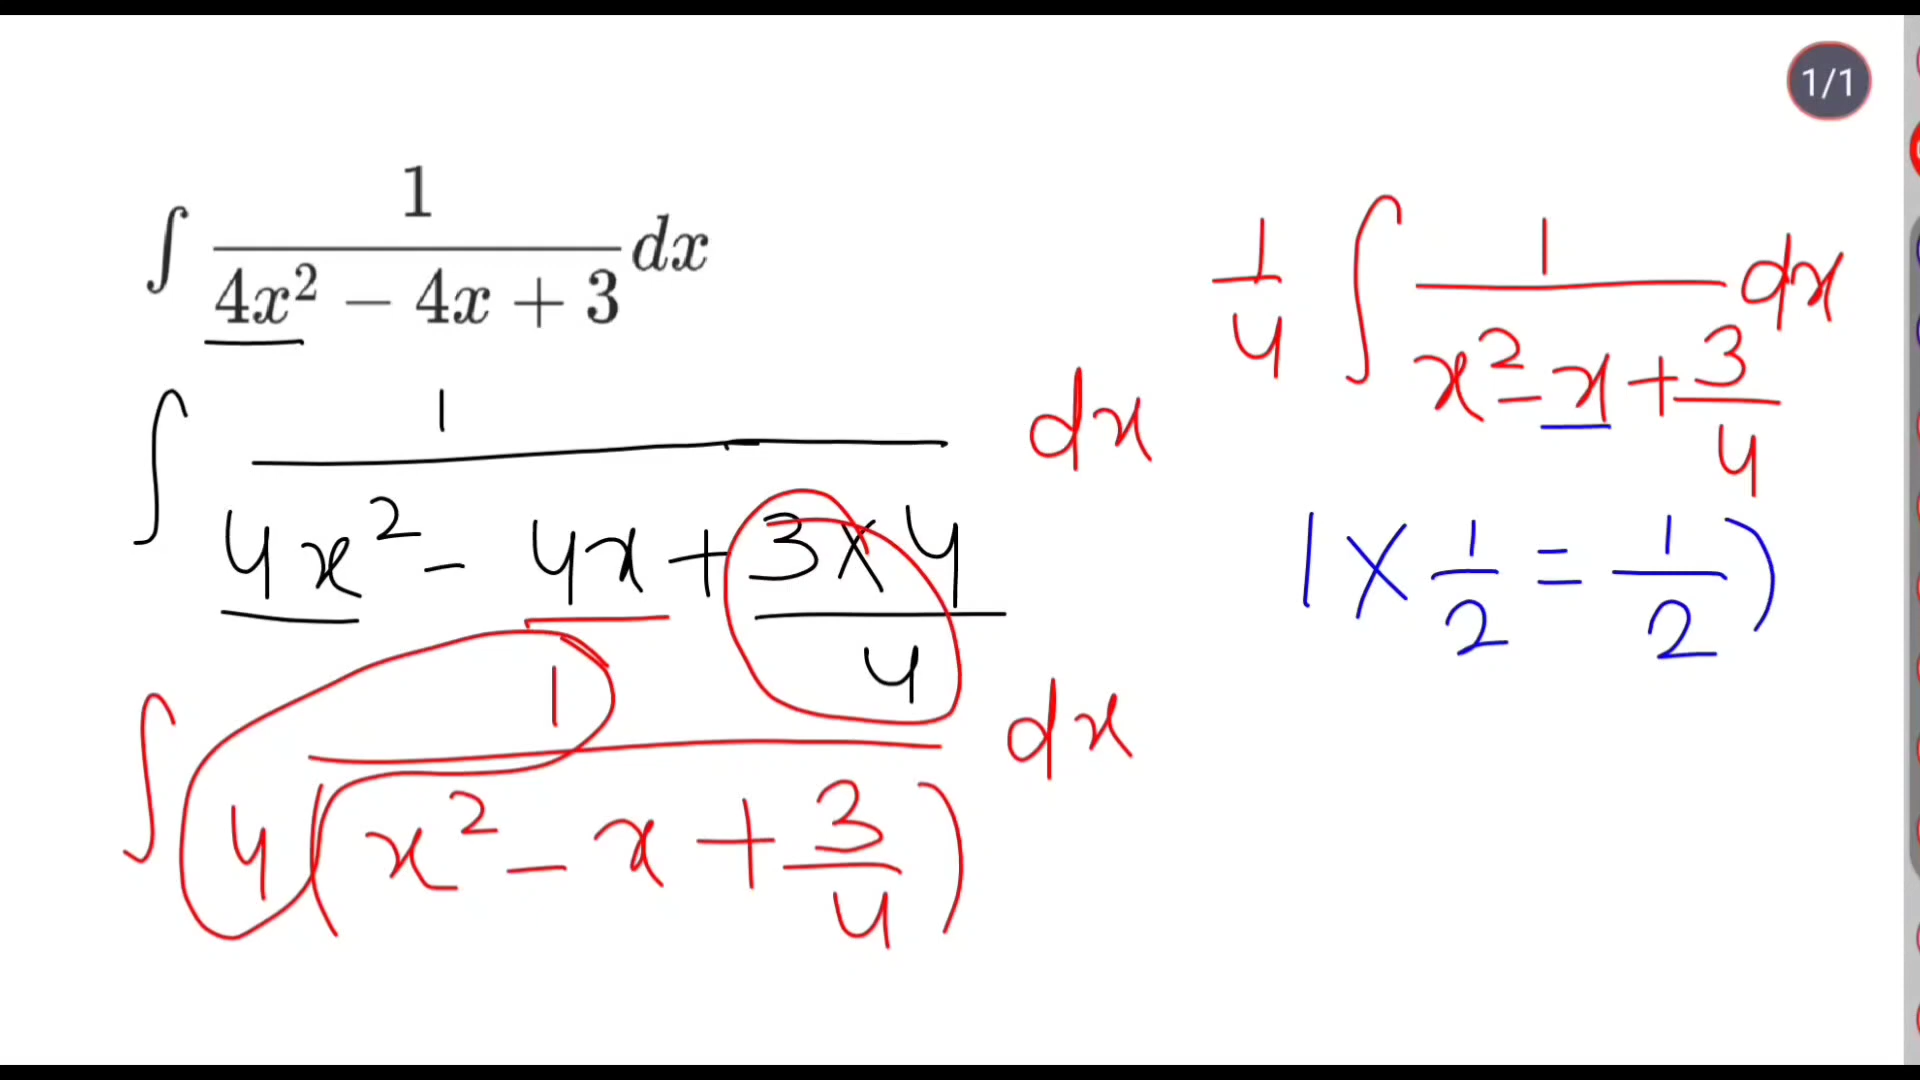 ∫ 1/(4x² − 4x + 3) dx
∫ 1/(4x² − 4x + (3×4)/4) dx
∫ 1/(4(x² − x + 3/4)) dx
1/1
1/4 ∫ 1/(x² − x + 3/4) dx
1 × 1/2 = 1/2)